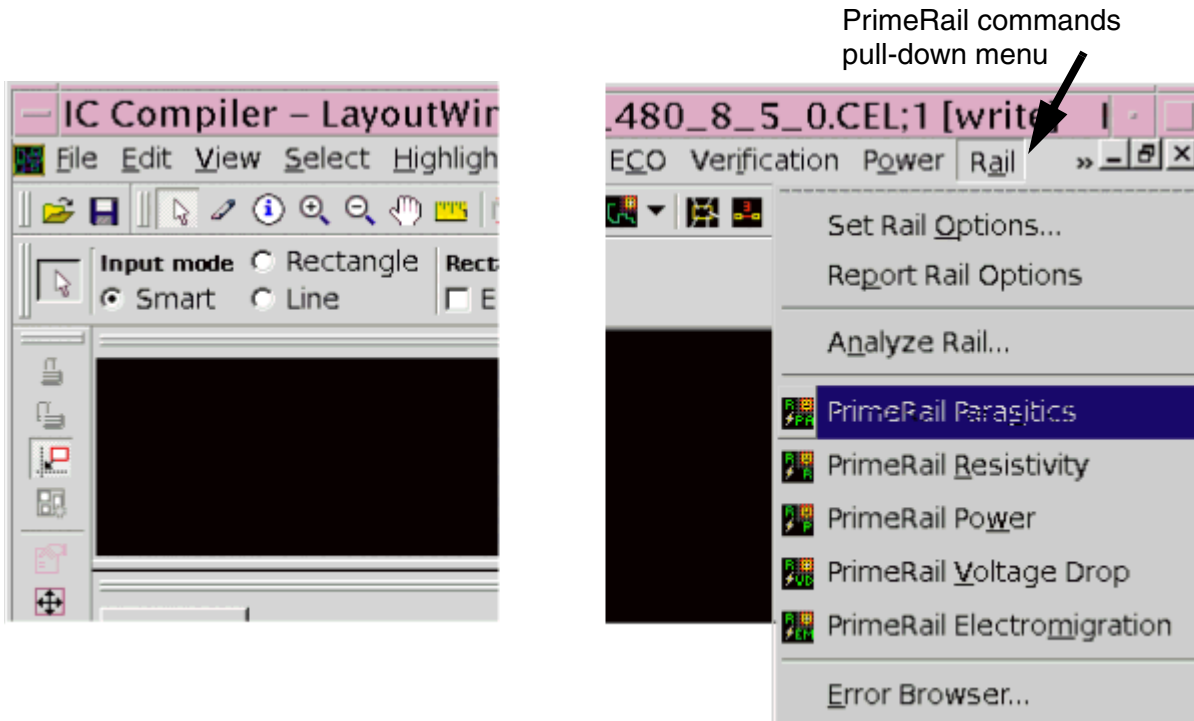 PrimeRail commands
pull-down menu
IC Compiler – LayoutWin
_480_8_5_0.CEL;1 [write]
File Edit View Select Highligh
ECO Verification Power Rail »
Input mode Rectangle Rect
Smart Line E
Set Rail Options...
Report Rail Options
Analyze Rail...
PrimeRail Parasitics
PrimeRail Resistivity
PrimeRail Power
PrimeRail Voltage Drop
PrimeRail Electromigration
Error Browser...